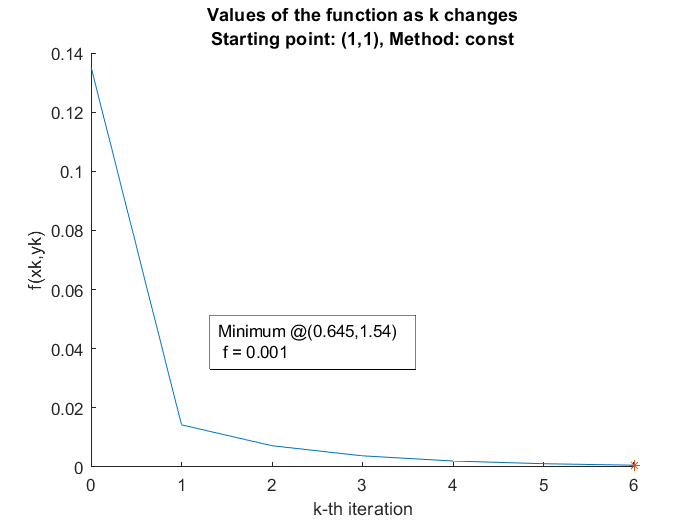 Values of the function as k changes
Starting point: (1,1), Method: const
0.14
0.12
0.1
0.08
0.06
0.04
0.02
0
f(xk,yk)
Minimum @(0.645,1.54)
f = 0.001
0 1 2 3 4 5 6
k-th iteration